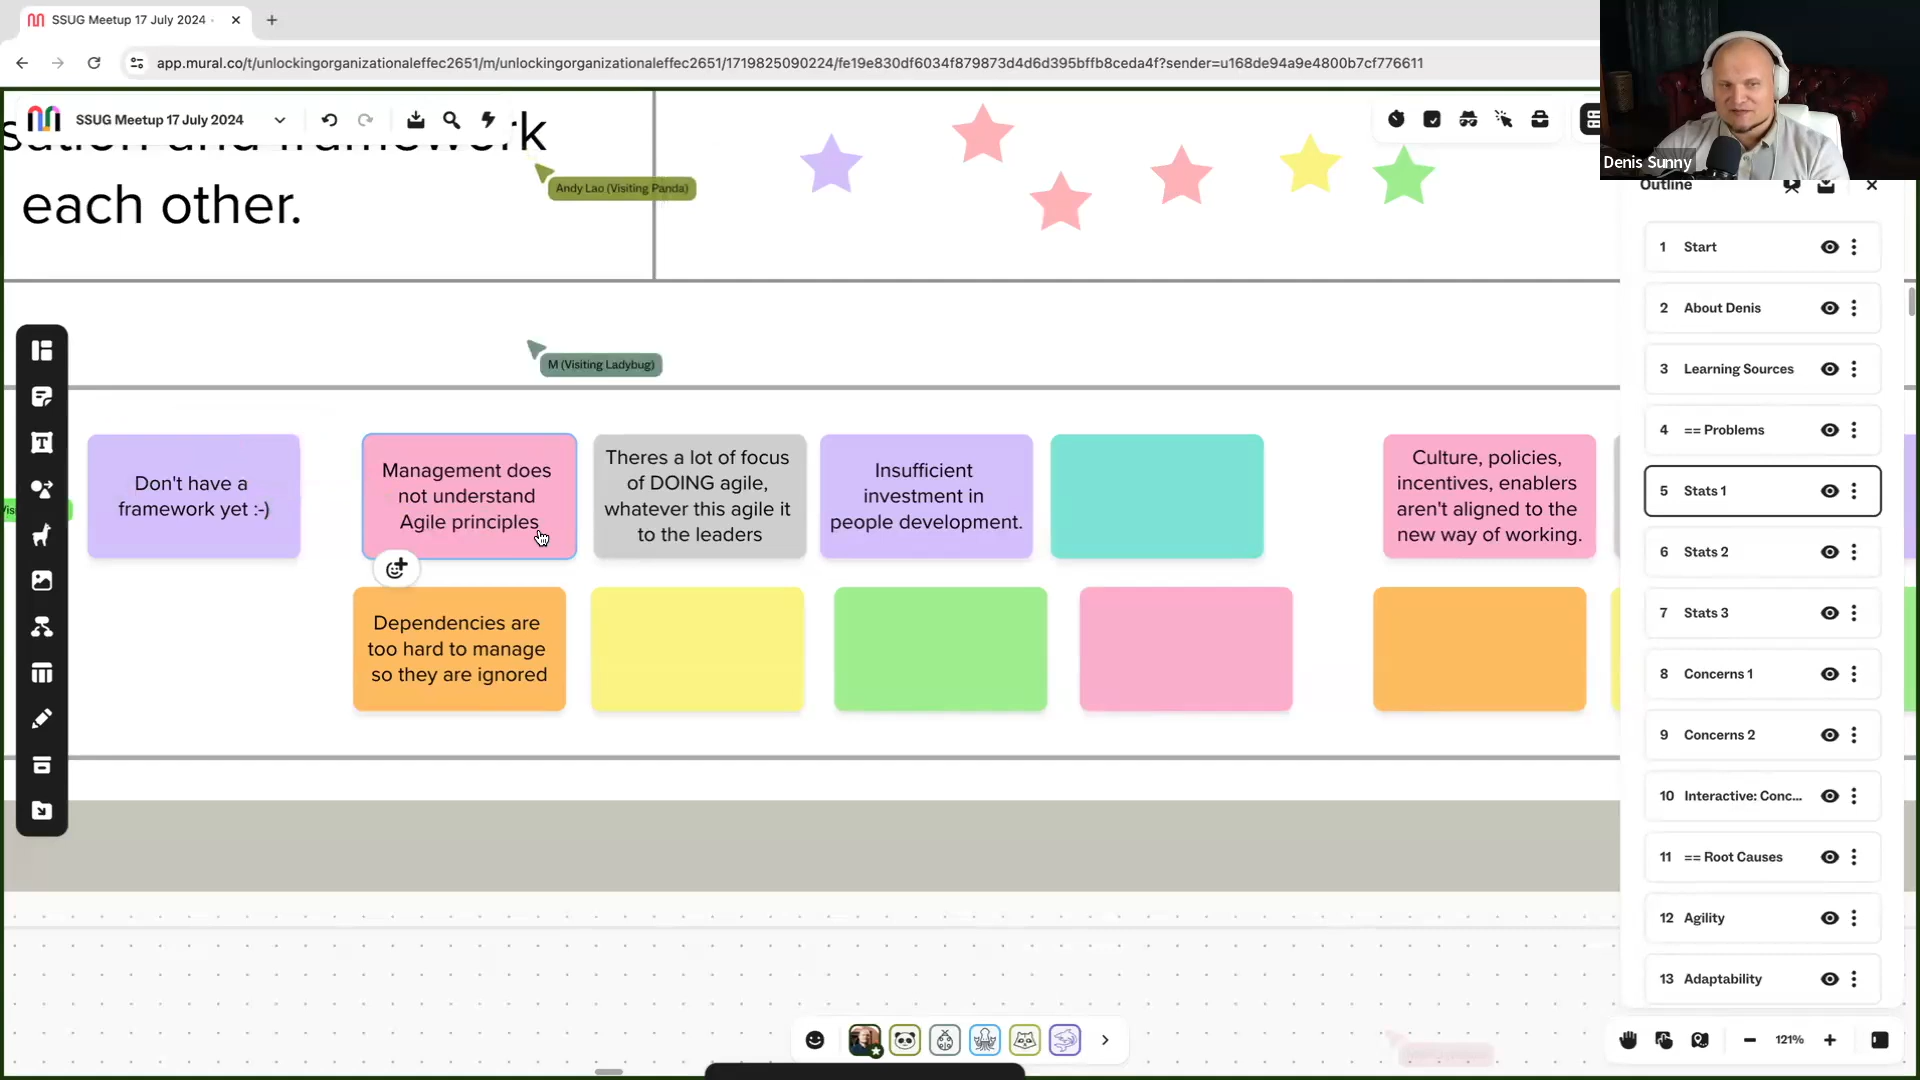 SSUG Meetup 17 July 2024 -
app.mural.co/t/unlockingorganizationaleffec2651/m/unlockingorganizationaleffec2651/1719825090224/fe19e830df6034f879873d4d6d395bffb8ceda4f?sender=u168de94a9e4800b7cf776611
Denis Sunny
SSUG Meetup 17 July 2024
sation and framework
each other.
Andy Lao (Visiting Panda)
M (Visiting Ladybug)
Don't have a
framework yet :-)
Management does
not understand
Agile principles
Theres a lot of focus
of DOING agile,
whatever this agile it
to the leaders
Insufficient
investment in
people development.
Culture, policies,
incentives, enablers
aren't aligned to the
new way of working.
Dependencies are
too hard to manage
so they are ignored
Outline
1 Start
2 About Denis
3 Learning Sources
4 == Problems
5 Stats 1
6 Stats 2
7 Stats 3
8 Concerns 1
9 Concerns 2
10 Interactive: Conc...
11 == Root Causes
12 Agility
13 Adaptability
121%